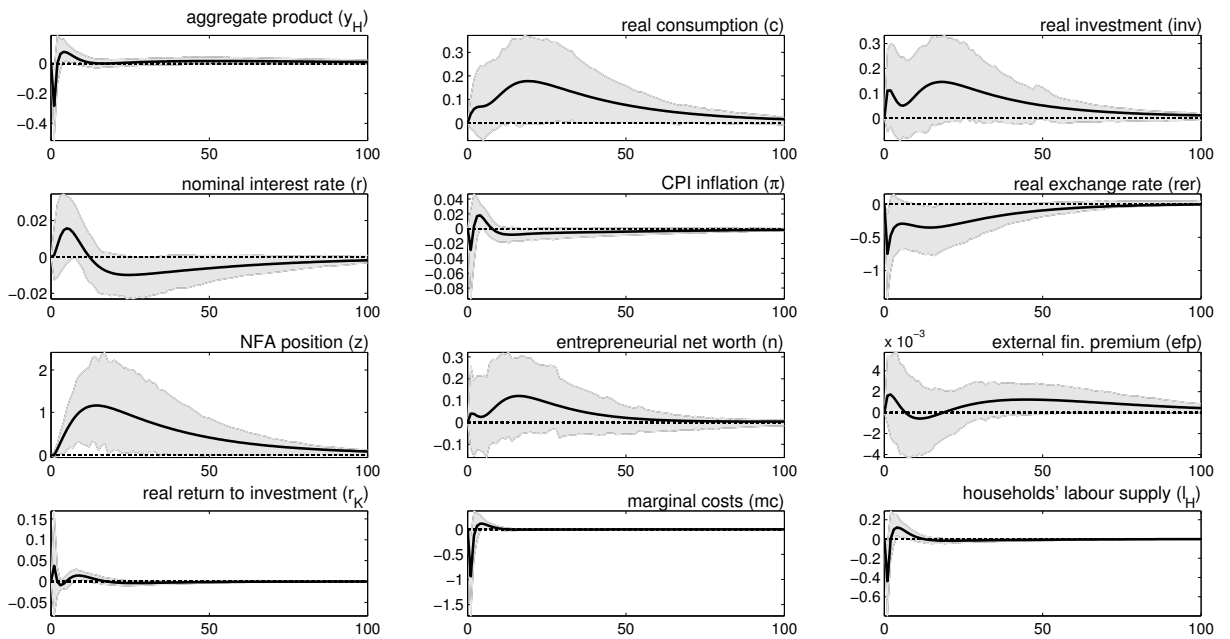 aggregate product (y_H)
0
−0.2
−0.4
0 50 100
real consumption (c)
0.3
0.2
0.1
0
0 50 100
real investment (inv)
0.3
0.2
0.1
0
0 50 100
nominal interest rate (r)
0.02
0
−0.02
0 50 100
CPI inflation (π)
0.04
0.02
0
−0.02
−0.04
−0.06
−0.08
0 50 100
real exchange rate (rer)
0
−0.5
−1
0 50 100
NFA position (z)
2
1
0
0 50 100
entrepreneurial net worth (n)
0.3
0.2
0.1
0
−0.1
0 50 100
x 10⁻³ external fin. premium (efp)
4
2
0
−2
−4
0 50 100
real return to investment (r_K)
0.15
0.1
0.05
0
−0.05
0 50 100
marginal costs (mc)
0
−0.5
−1
−1.5
0 50 100
households' labour supply (l_H)
0.2
0
−0.2
−0.4
−0.6
0 50 100